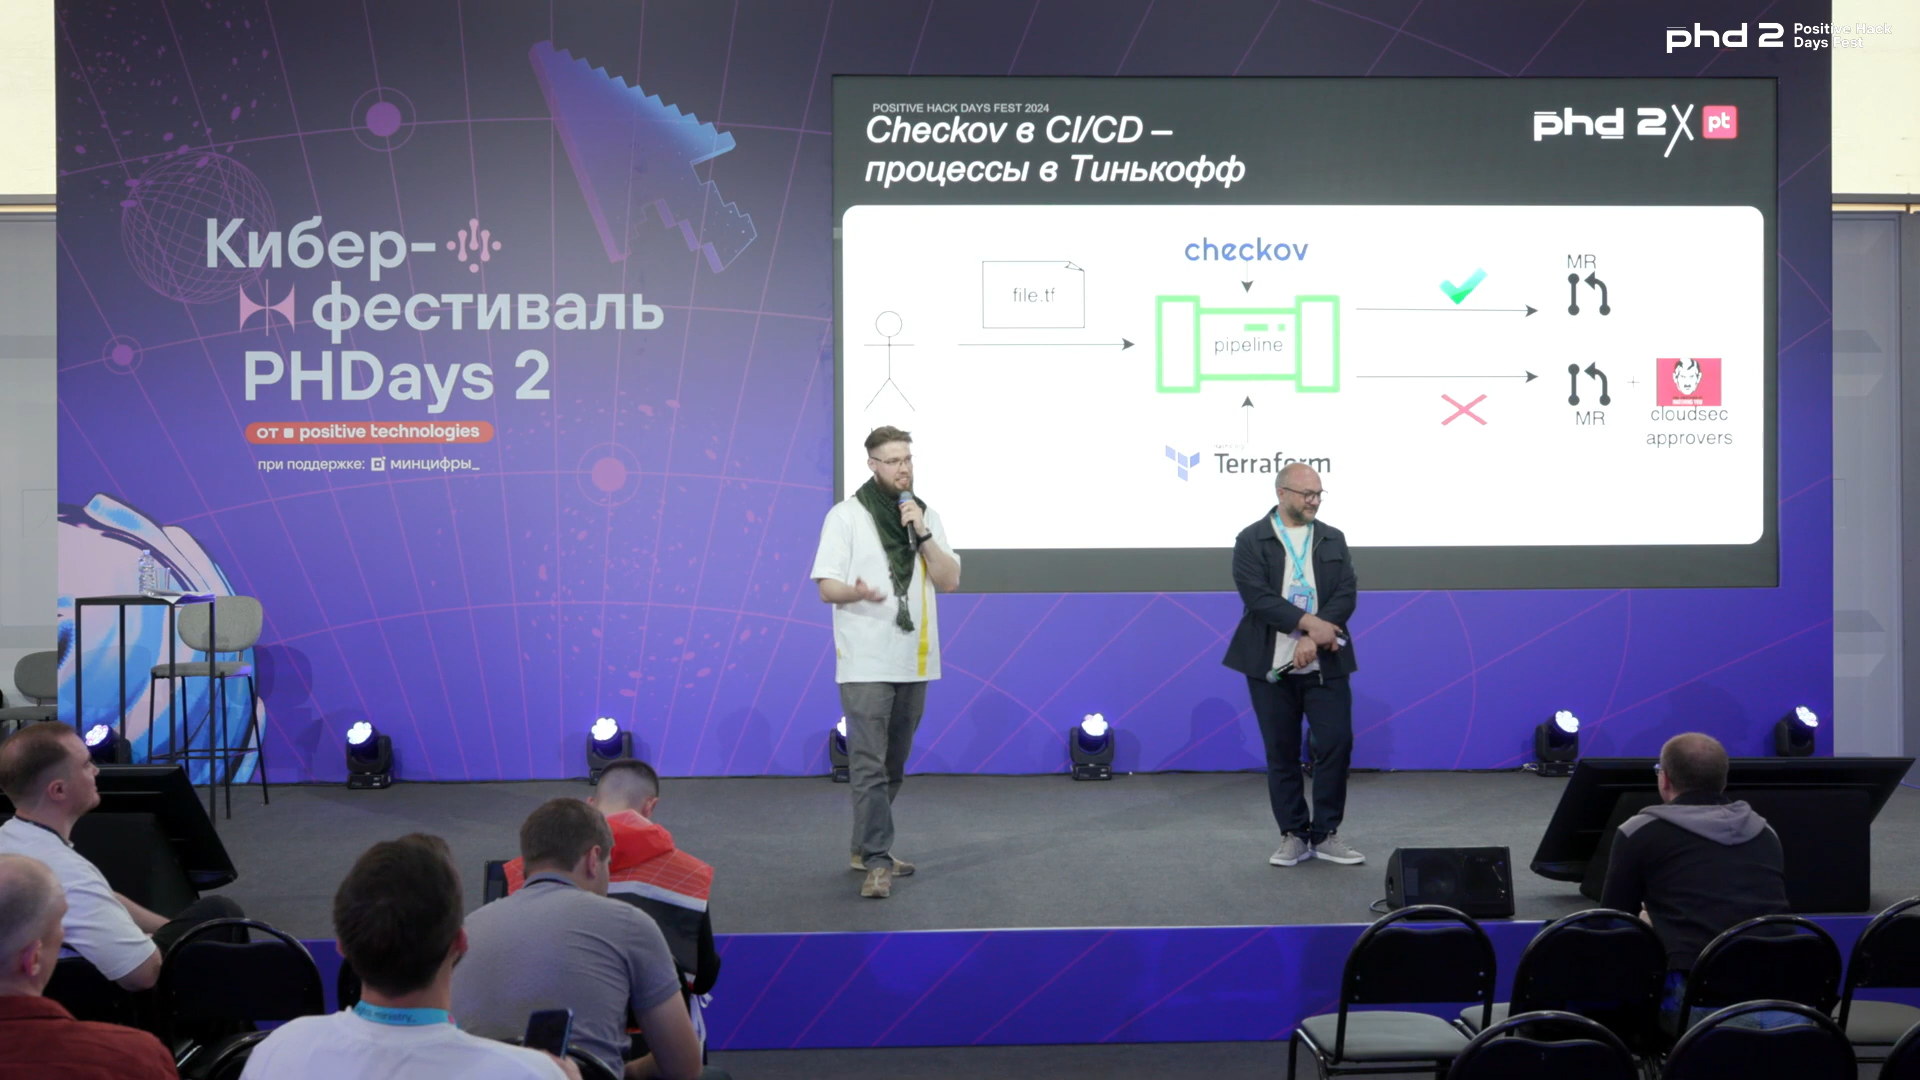 phd 2 Positive Hack
Days Fest
Кибер-
фестиваль
PHDays 2
от positive technologies
при поддержке: минцифры_
POSITIVE HACK DAYS FEST 2024
Checkov в CI/CD –
процессы в Тинькофф
phd 2 pt
checkov
file.tf
pipeline
Terraform
MR
MR
+
cloudsec
approvers